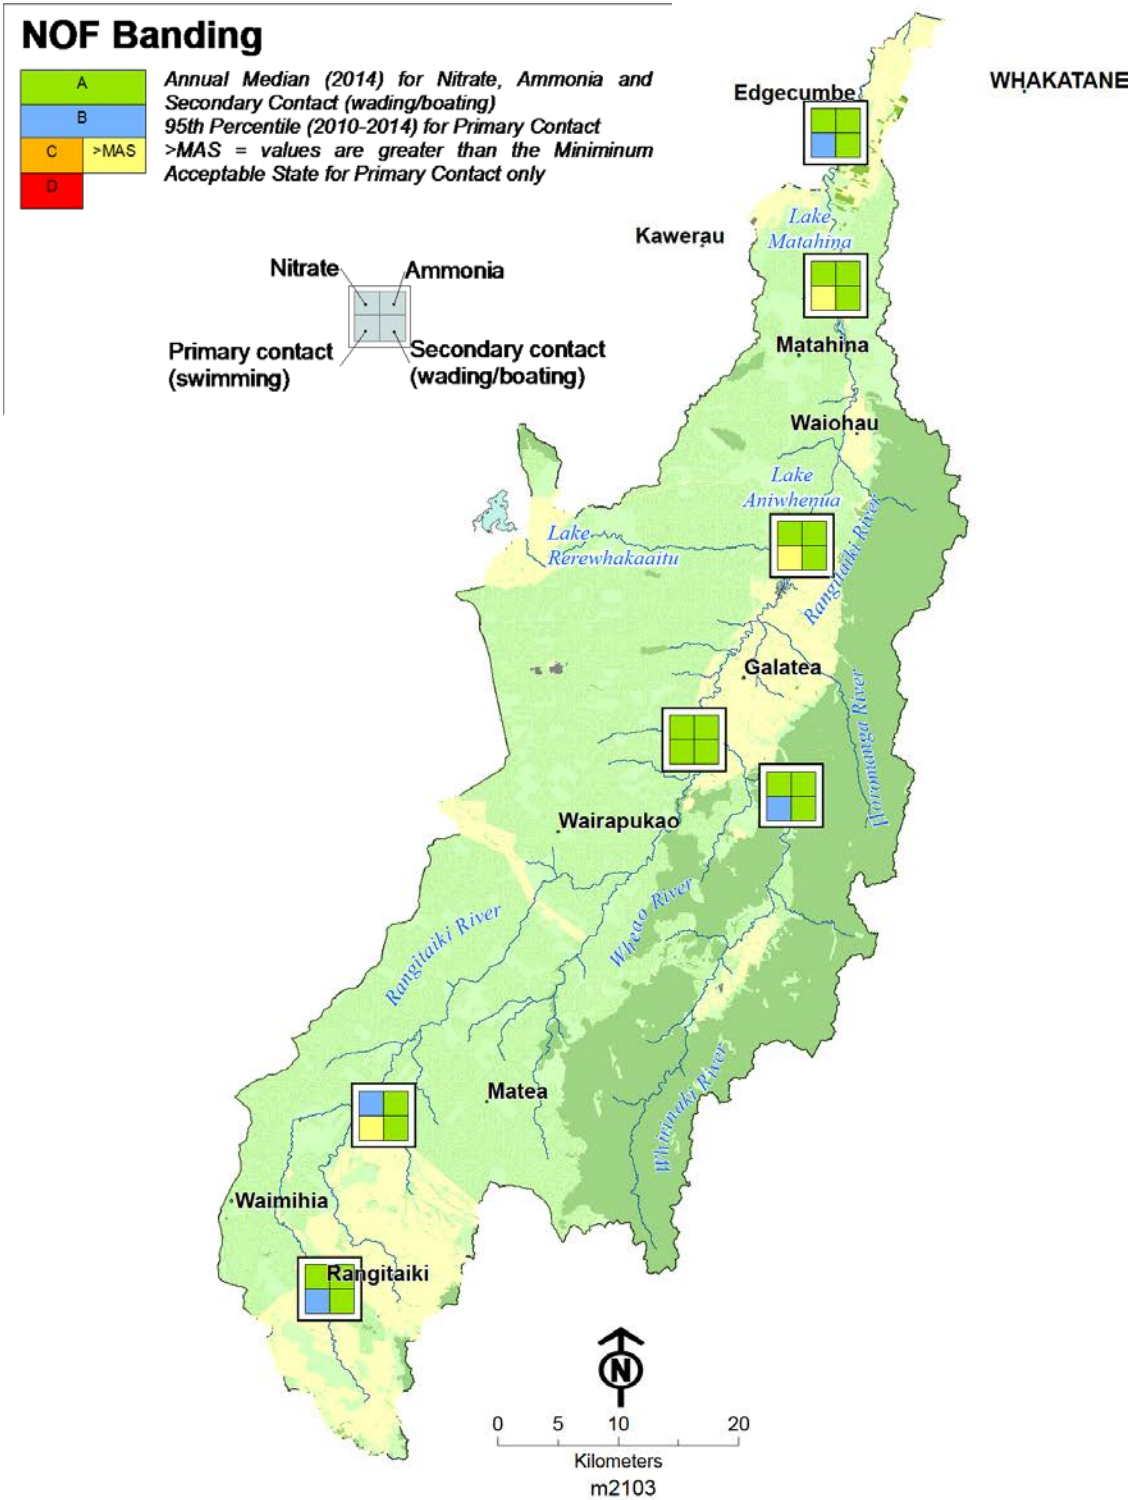 NOF Banding
A
B
C
>MAS
D
Annual Median (2014) for Nitrate, Ammonia and
Secondary Contact (wading/boating)
95th Percentile (2010-2014) for Primary Contact
>MAS = values are greater than the Miniminum
Acceptable State for Primary Contact only
Nitrate
Ammonia
Primary contact
(swimming)
Secondary contact
(wading/boating)
Edgecumbe
WHAKATANE
Kawerau
Lake
Matahina
Matahina
Waiohau
Lake
Aniwhenua
Lake
Rerewhakaaitu
Rangitaiki River
Galatea
Horomanga River
Wairapukao
Rangitaiki River
Wheao River
Whirinaki River
Matea
Waimihia
Rangitaiki
N
0 5 10 20
Kilometers
m2103